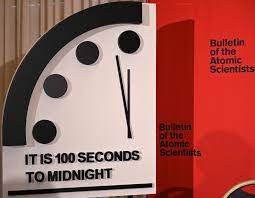 Bulletin
of the
Atomic
Scientists
Bulletin
of the
Atomic
Scientists
IT IS 100 SECONDS
TO MIDNIGHT